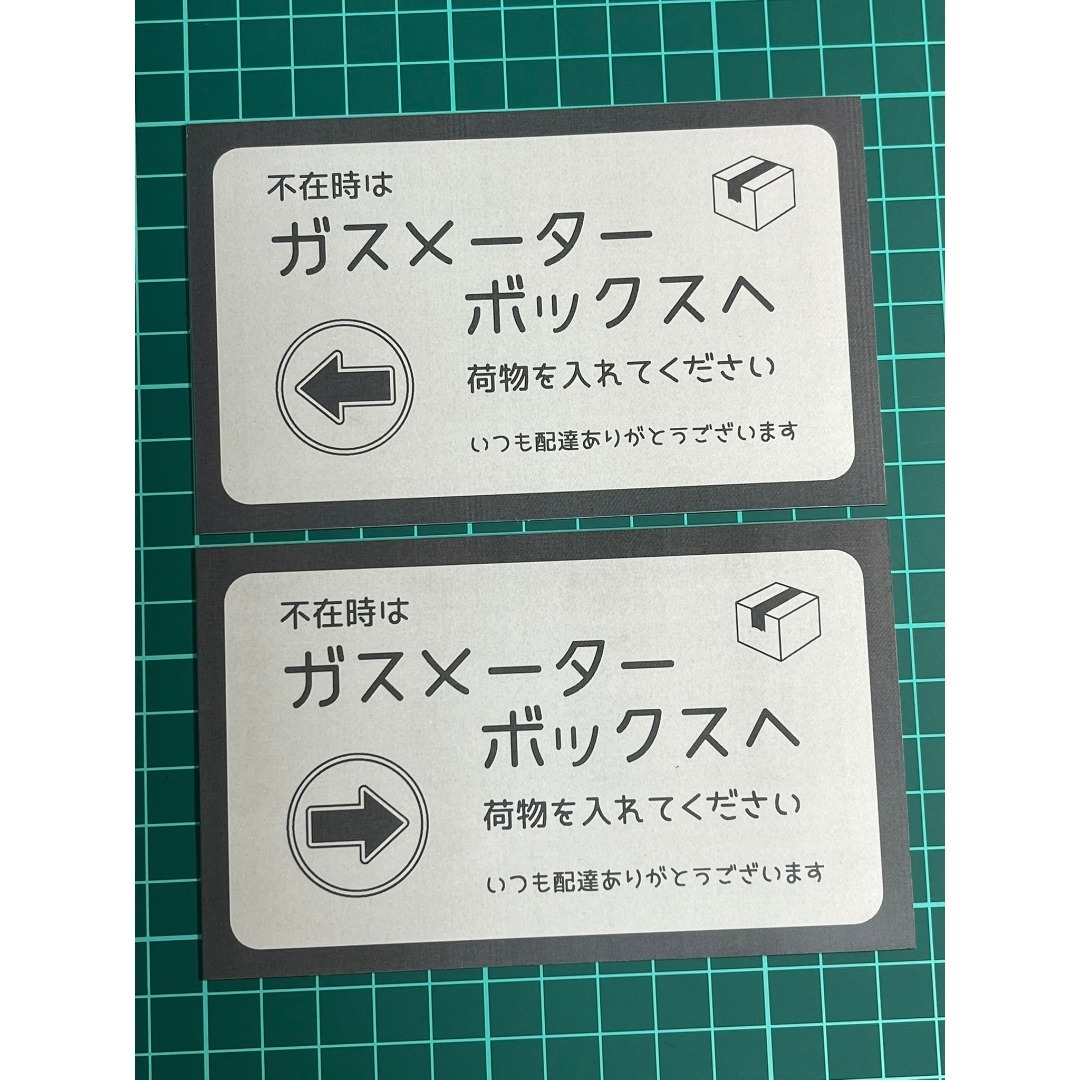 不在時は
ガスメーター
ボックスへ
荷物を入れてください
いつも配達ありがとうございます
不在時は
ガスメーター
ボックスへ
荷物を入れてください
いつも配達ありがとうございます